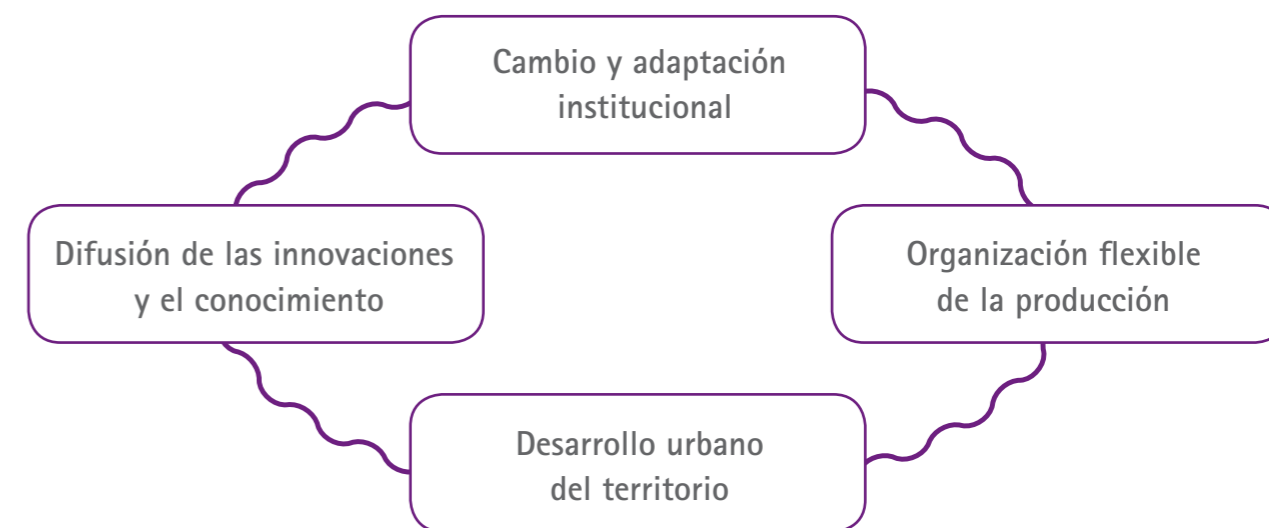 Cambio y adaptación
institucional
Difusión de las innovaciones
y el conocimiento
Organización flexible
de la producción
Desarrollo urbano
del territorio